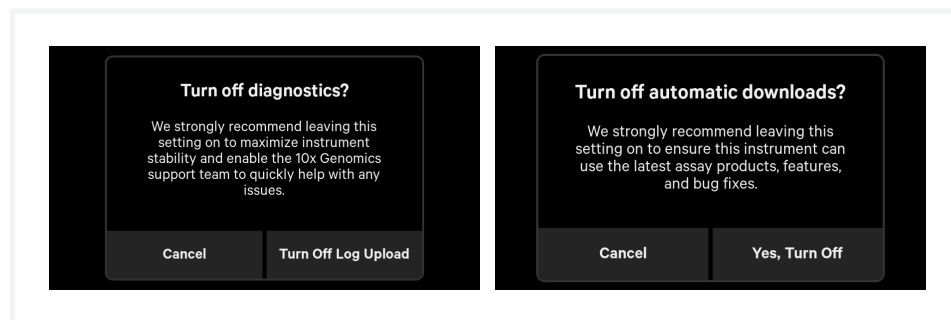 Turn off diagnostics?
We strongly recommend leaving this
setting on to maximize instrument
stability and enable the 10x Genomics
support team to quickly help with any
issues.
Cancel
Turn Off Log Upload
Turn off automatic downloads?
We strongly recommend leaving this
setting on to ensure this instrument can
use the latest assay products, features,
and bug fixes.
Cancel
Yes, Turn Off